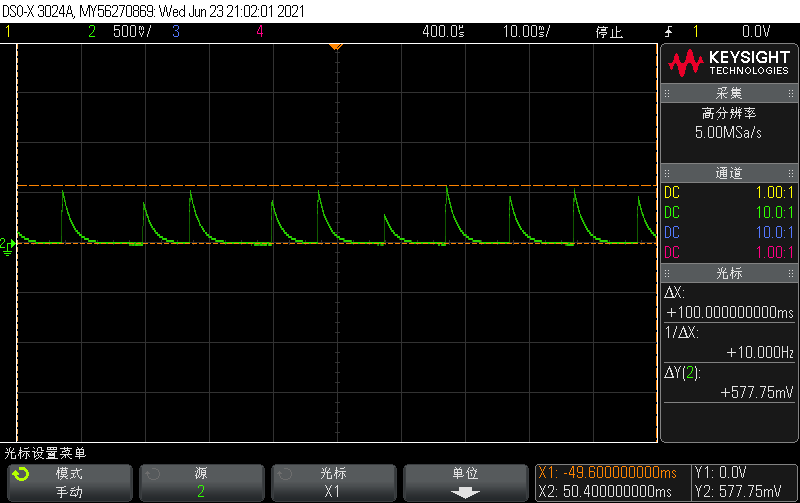 DSO-X 3024A, MY56270869: Wed Jun 23 21:02:01 2021
1 2 500mV/ 3 4 400.0us 10.00ms/ 停止 1 0.0V
KEYSIGHT
TECHNOLOGIES
采集
高分辨率
5.00MSa/s
通道
DC 1.00:1
DC 10.0:1
DC 10.0:1
DC 1.00:1
光标
ΔX:
+100.000000000ms
1/ΔX:
+10.000Hz
ΔY(2):
+577.75mV
2
光标设置菜单
模式
手动
源
2
光标
X1
单位
X1: -49.600000000ms
X2: 50.400000000ms
Y1: 0.0V
Y2: 577.75mV